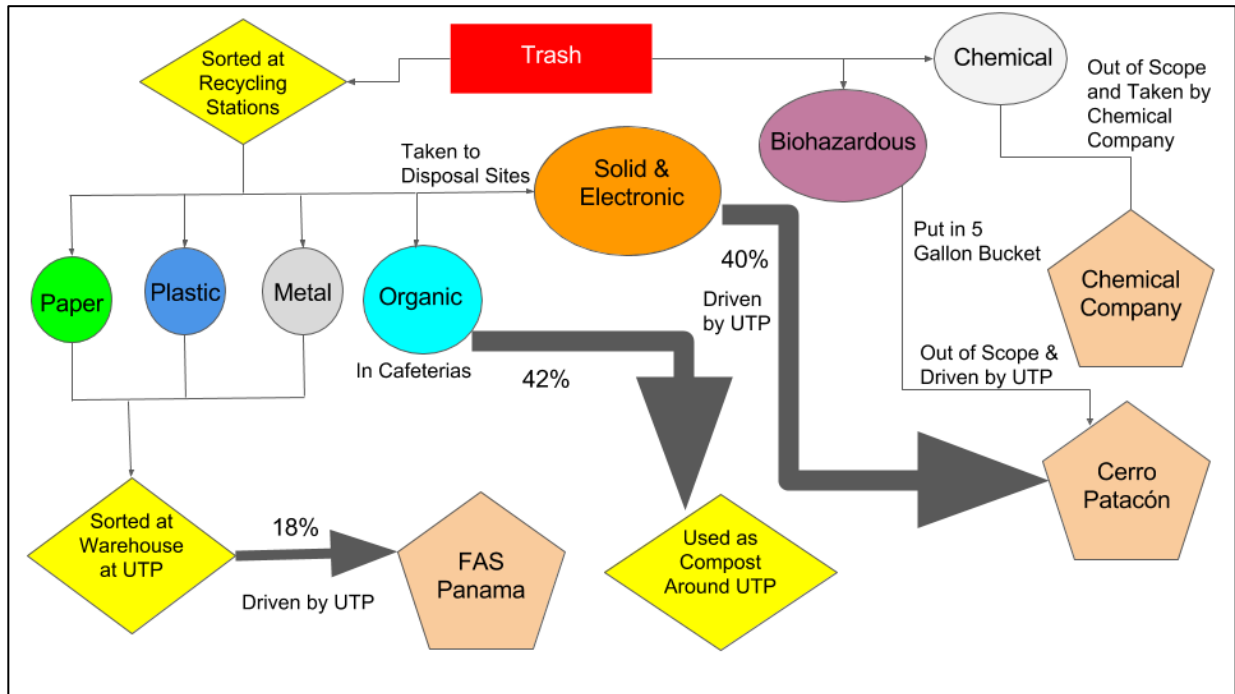 Trash
Sorted at
Recycling
Stations
Chemical
Out of Scope
and Taken by
Chemical
Company
Biohazardous
Taken to
Disposal Sites
Solid &
Electronic
Paper
Plastic
Metal
Organic
In Cafeterias
42%
40%
Driven
by UTP
Put in 5
Gallon Bucket
Chemical
Company
Out of Scope &
Driven by UTP
Cerro
Patacón
Sorted at
Warehouse
at UTP
18%
Driven by UTP
FAS
Panama
Used as
Compost
Around UTP